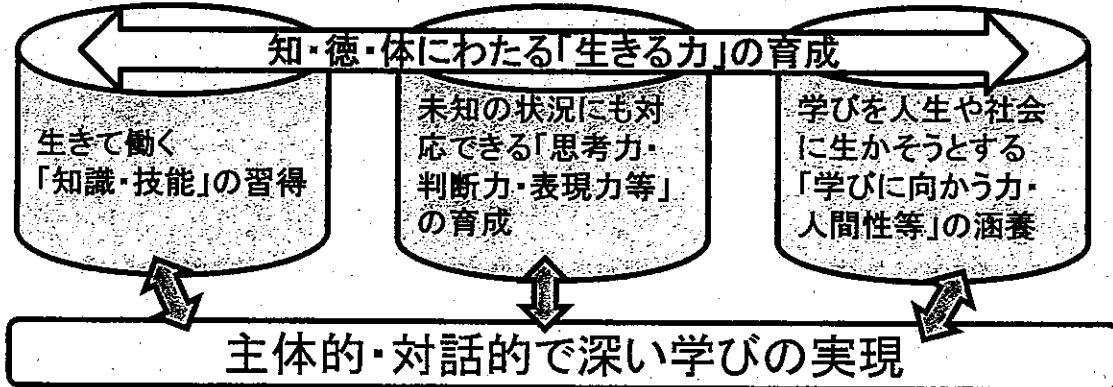 知・徳・体にわたる「生きる力」の育成
生きて働く
「知識・技能」の習得
未知の状況にも対
応できる「思考力・
判断力・表現力等」
の育成
学びを人生や社会
に生かそうとする
「学びに向かう力・
人間性等」の涵養
主体的・対話的で深い学びの実現